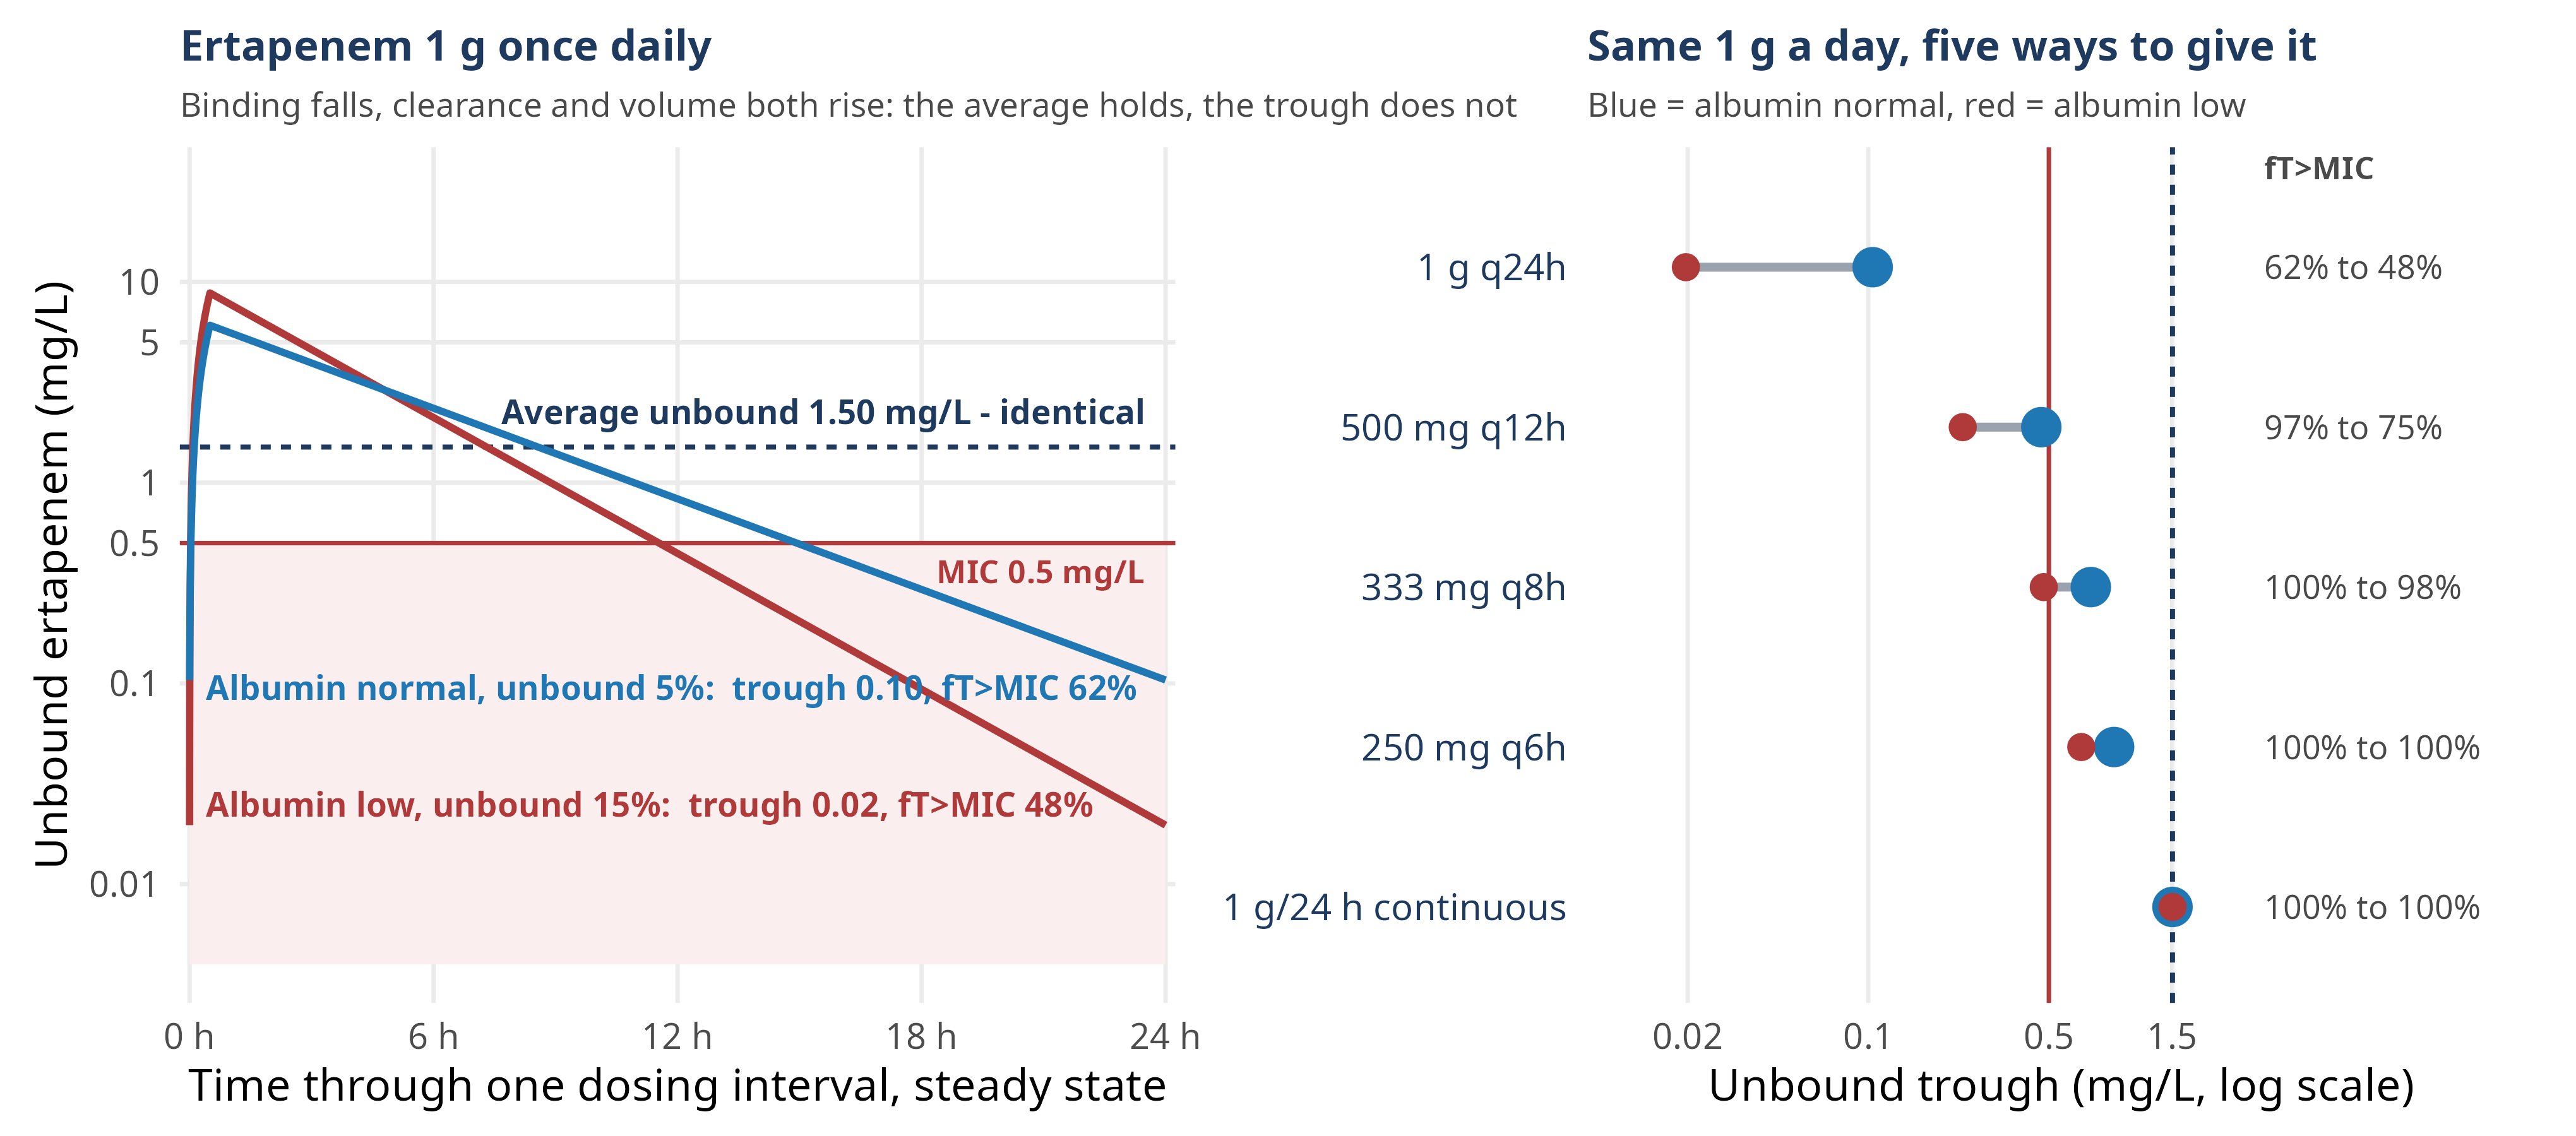 Ertapenem 1 g once daily
Binding falls, clearance and volume both rise: the average holds, the trough does not
Unbound ertapenem (mg/L)
10
5
1
0.5
0.1
0.01
Average unbound 1.50 mg/L - identical
MIC 0.5 mg/L
Albumin normal, unbound 5%:  trough 0.10, fT>MIC 62%
Albumin low, unbound 15%:  trough 0.02, fT>MIC 48%
0 h
6 h
12 h
18 h
24 h
Time through one dosing interval, steady state
Same 1 g a day, five ways to give it
Blue = albumin normal, red = albumin low
fT>MIC
1 g q24h
62% to 48%
500 mg q12h
97% to 75%
333 mg q8h
100% to 98%
250 mg q6h
100% to 100%
1 g/24 h continuous
100% to 100%
0.02
0.1
0.5
1.5
Unbound trough (mg/L, log scale)